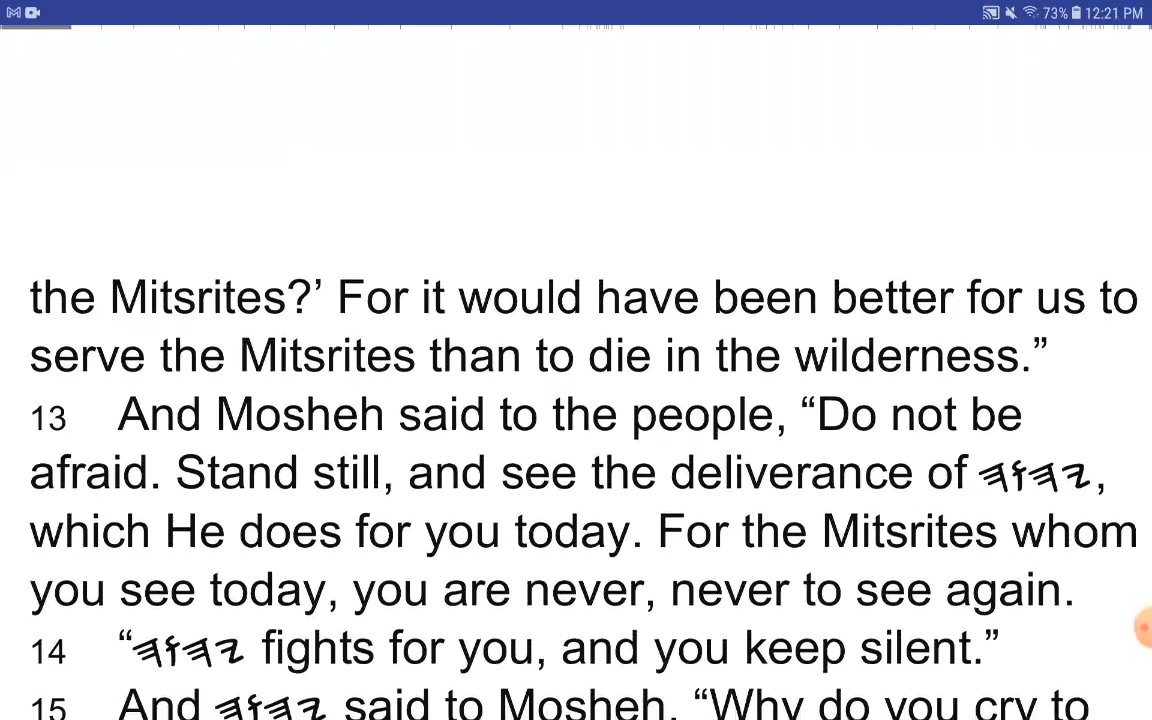 73% 12:21 PM
the Mitsrites?’ For it would have been better for us to
serve the Mitsrites than to die in the wilderness.”
13 And Mosheh said to the people, “Do not be
afraid. Stand still, and see the deliverance of 𐤉𐤄𐤅𐤄,
which He does for you today. For the Mitsrites whom
you see today, you are never, never to see again.
14 “𐤉𐤄𐤅𐤄 fights for you, and you keep silent.”
15 And 𐤉𐤄𐤅𐤄 said to Mosheh, “Why do you cry to